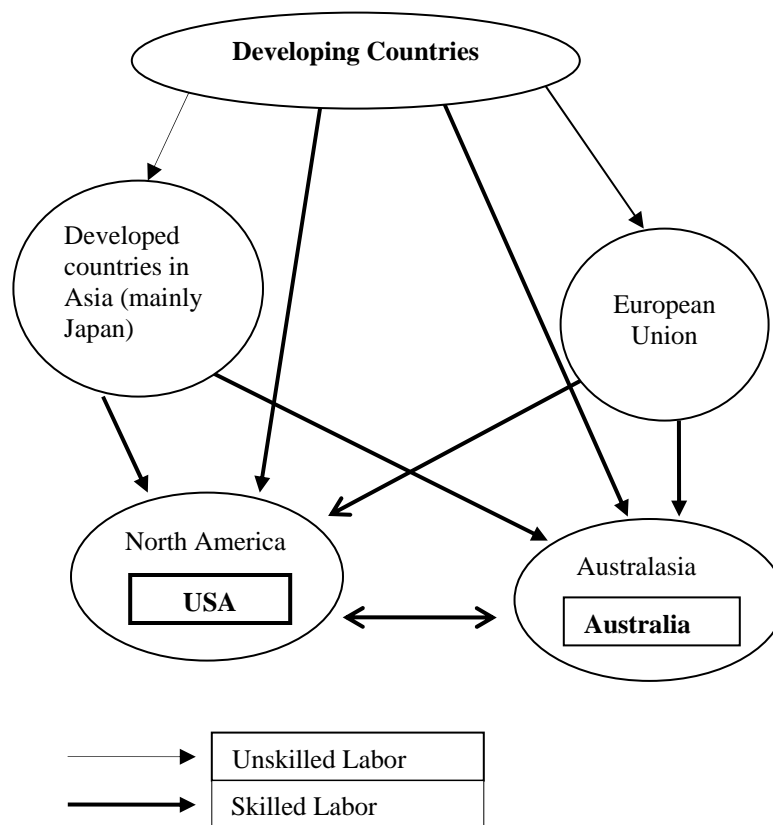 Developing Countries
Developed
countries in
Asia (mainly
Japan)
European
Union
North America
USA
Australasia
Australia
Unskilled Labor
Skilled Labor